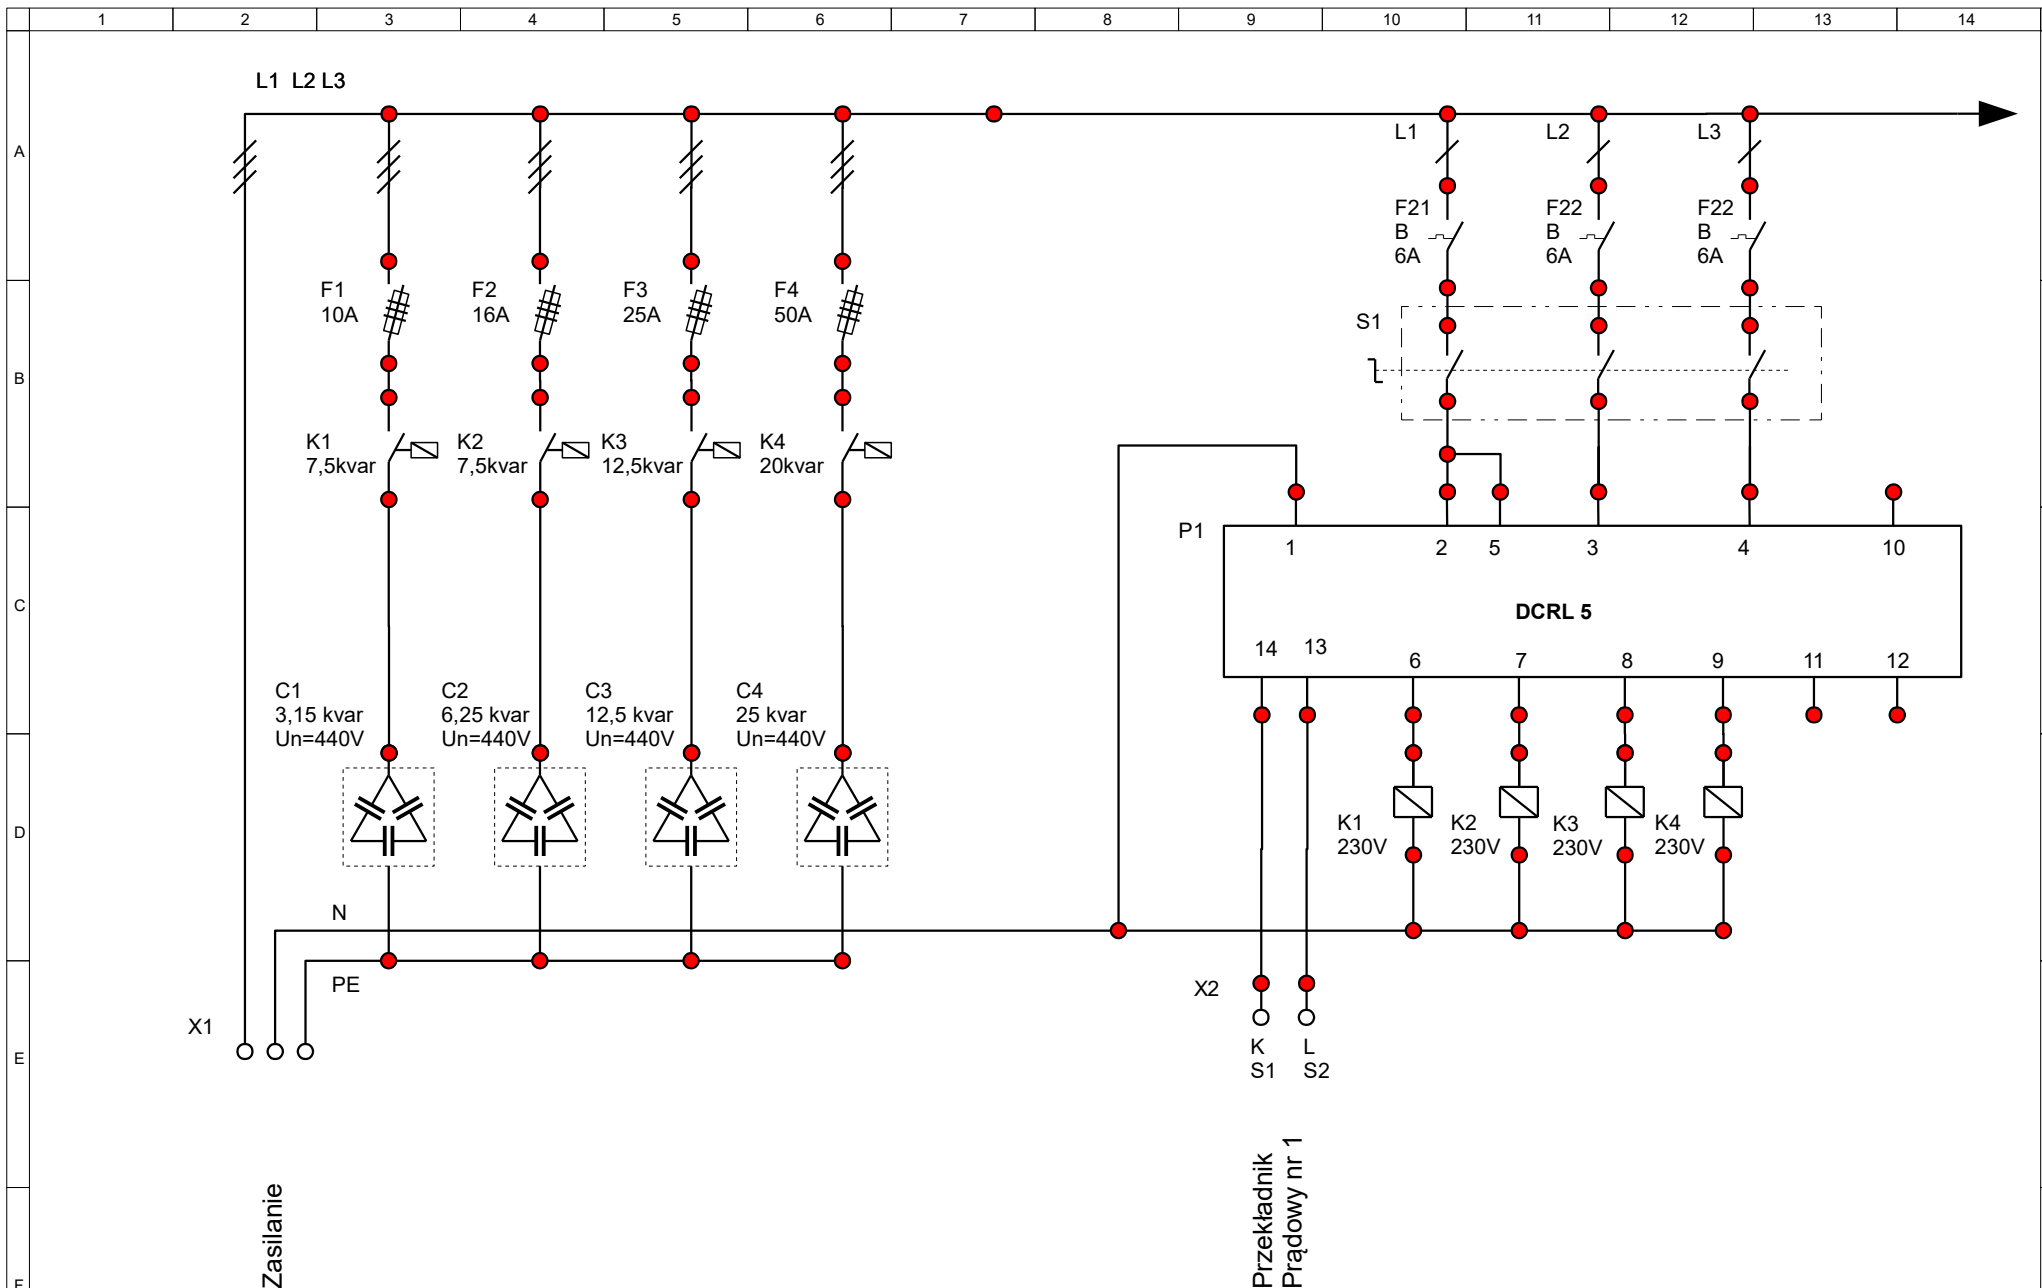 1 2 3 4 5 6 7 8 9 10 11 12 13 14
A
B
C
D
E
L1 L2 L3
L1
L2
L3
F21
B
6A
F22
B
6A
F22
B
6A
F1
10A
F2
16A
F3
25A
F4
50A
S1
K1
7,5kvar
K2
7,5kvar
K3
12,5kvar
K4
20kvar
P1
1 2 5 3 4 10
DCRL 5
14 13 6 7 8 9 11 12
C1
3,15 kvar
Un=440V
C2
6,25 kvar
Un=440V
C3
12,5 kvar
Un=440V
C4
25 kvar
Un=440V
K1
230V
K2
230V
K3
230V
K4
230V
N
PE
X1
X2
K
S1
L
S2
Zasilanie
Przekładnik
Prądowy nr 1